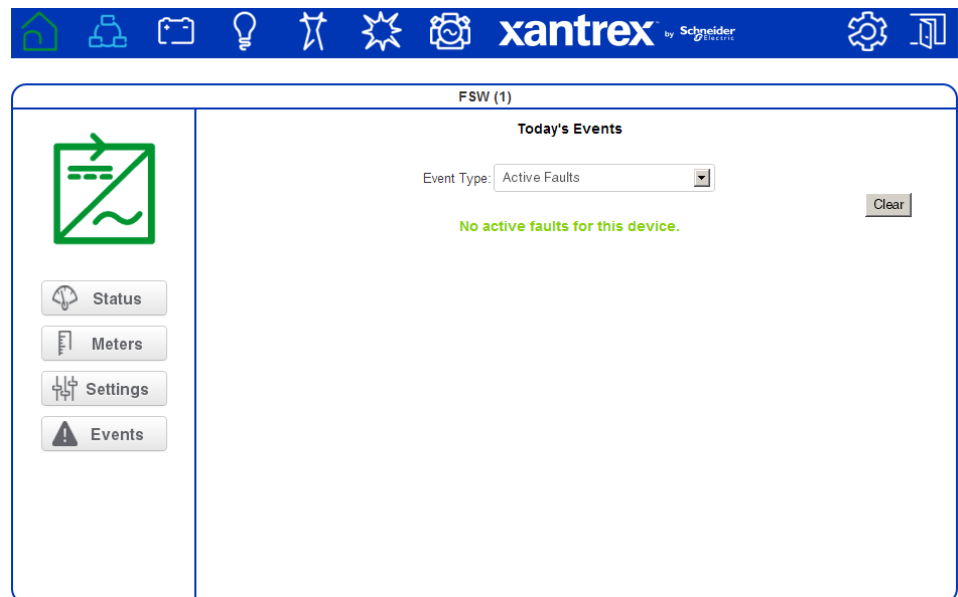 xantrex by Schneider Electric
FSW (1)
Today's Events
Event Type: Active Faults
Clear
No active faults for this device.
Status
Meters
Settings
Events